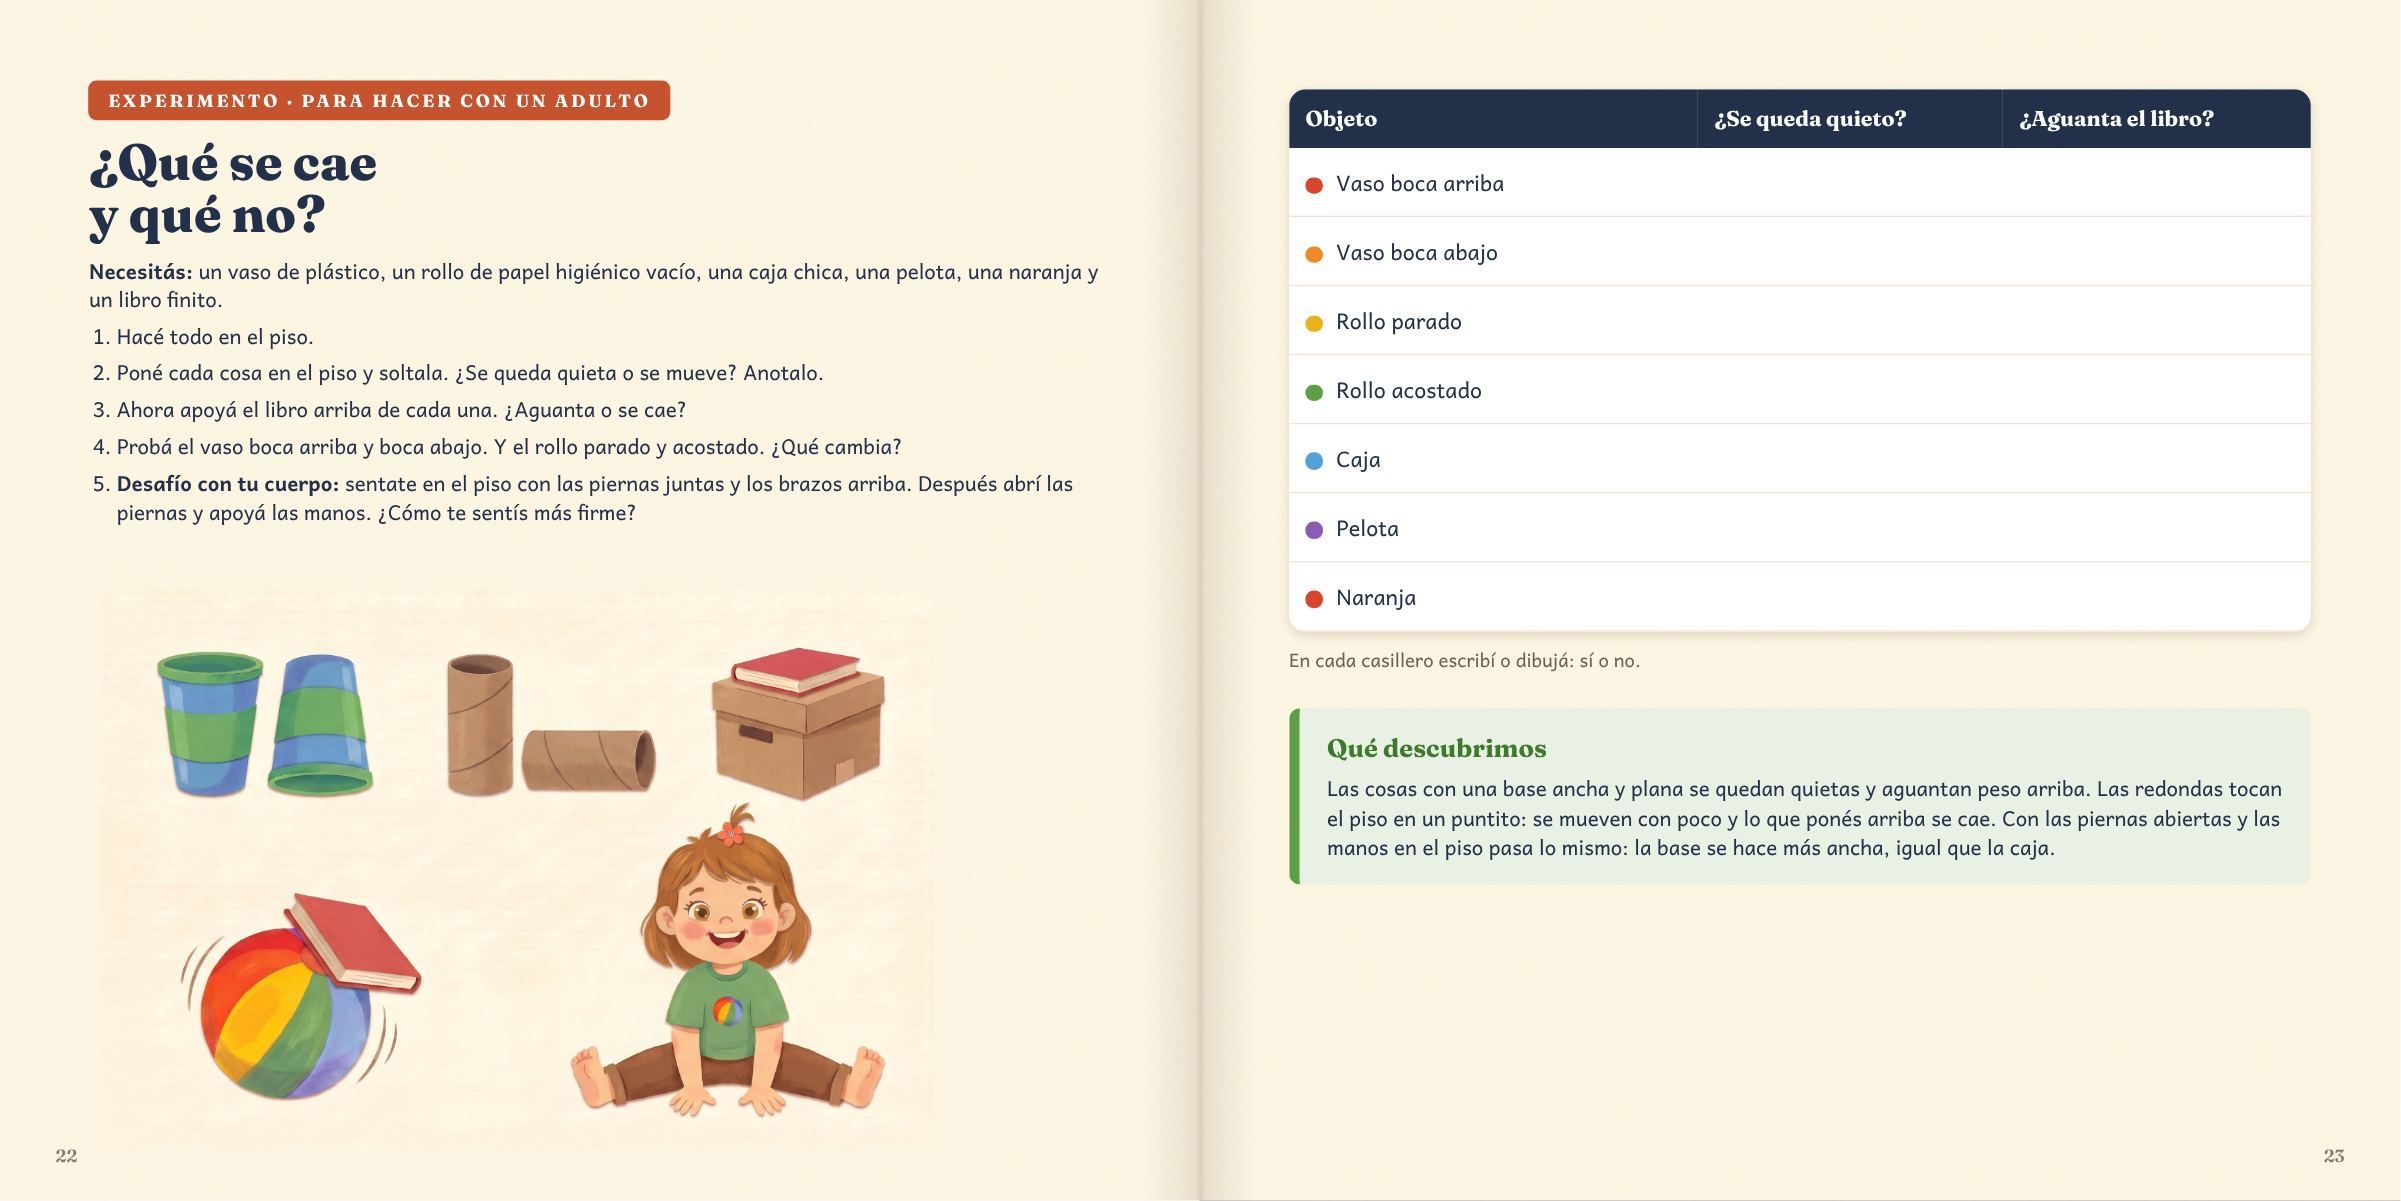 EXPERIMENTO · PARA HACER CON UN ADULTO
¿Qué se cae
y qué no?
Necesitás: un vaso de plástico, un rollo de papel higiénico vacío, una caja chica, una pelota, una naranja y
un libro finito.
1. Hacé todo en el piso.
2. Poné cada cosa en el piso y soltala. ¿Se queda quieta o se mueve? Anotalo.
3. Ahora apoyá el libro arriba de cada una. ¿Aguanta o se cae?
4. Probá el vaso boca arriba y boca abajo. Y el rollo parado y acostado. ¿Qué cambia?
5. Desafío con tu cuerpo: sentate en el piso con las piernas juntas y los brazos arriba. Después abrí las
piernas y apoyá las manos. ¿Cómo te sentís más firme?
22
Objeto ¿Se queda quieto? ¿Aguanta el libro?
Vaso boca arriba
Vaso boca abajo
Rollo parado
Rollo acostado
Caja
Pelota
Naranja
En cada casillero escribí o dibujá: sí o no.
Qué descubrimos
Las cosas con una base ancha y plana se quedan quietas y aguantan peso arriba. Las redondas tocan
el piso en un puntito: se mueven con poco y lo que ponés arriba se cae. Con las piernas abiertas y las
manos en el piso pasa lo mismo: la base se hace más ancha, igual que la caja.
23